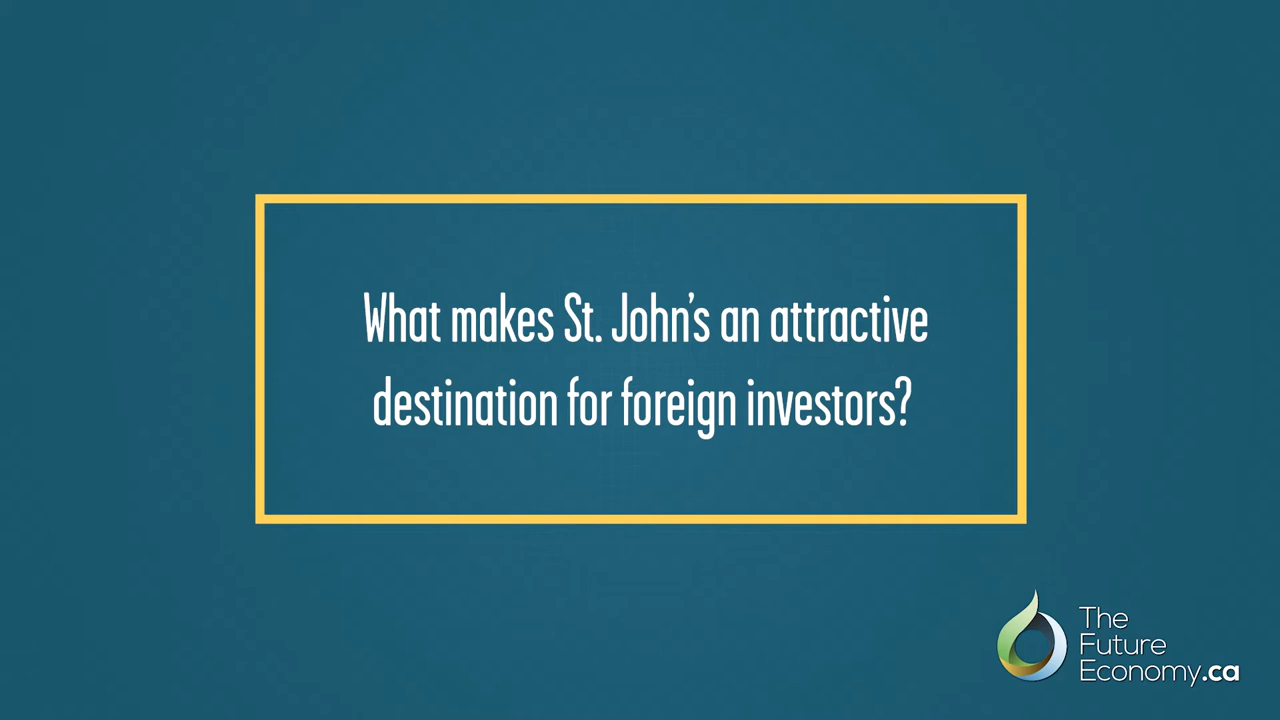 What makes St. John’s an attractive
destination for foreign investors?
The
Future
Economy.ca